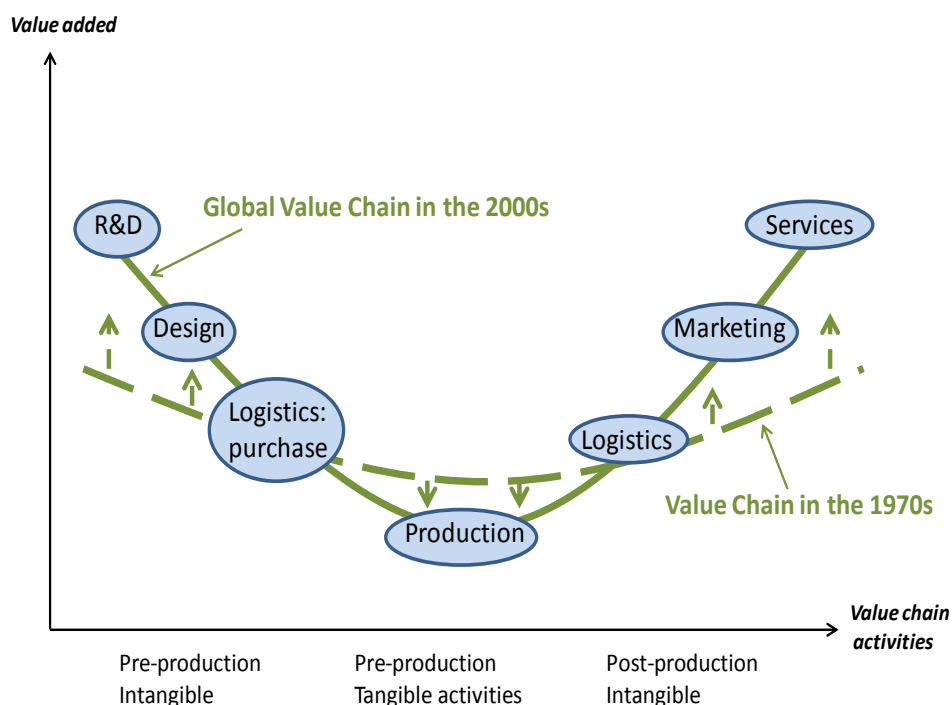 Value added
Global Value Chain in the 2000s
R&D
Services
Design
Marketing
Logistics:
purchase
Logistics
Value Chain in the 1970s
Production
Value chain
activities
Pre-production
Intangible
Pre-production
Tangible activities
Post-production
Intangible